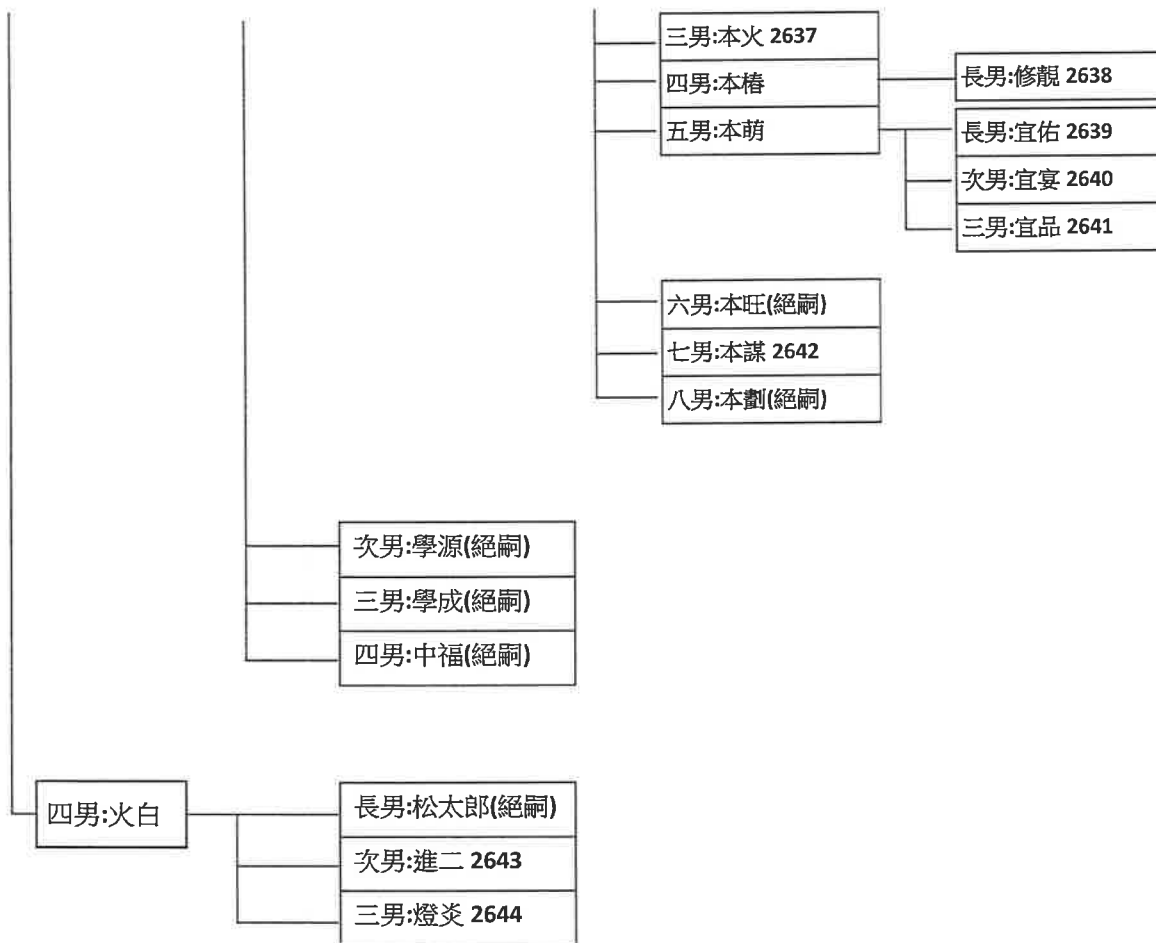 三男:本火 2637
四男:本椿
長男:修靚 2638
五男:本萌
長男:宜佑 2639
次男:宜宴 2640
三男:宜品 2641
六男:本旺(絕嗣)
七男:本謀 2642
八男:本劃(絕嗣)
次男:學源(絕嗣)
三男:學成(絕嗣)
四男:中福(絕嗣)
四男:火白
長男:松太郎(絕嗣)
次男:進二 2643
三男:燈炎 2644